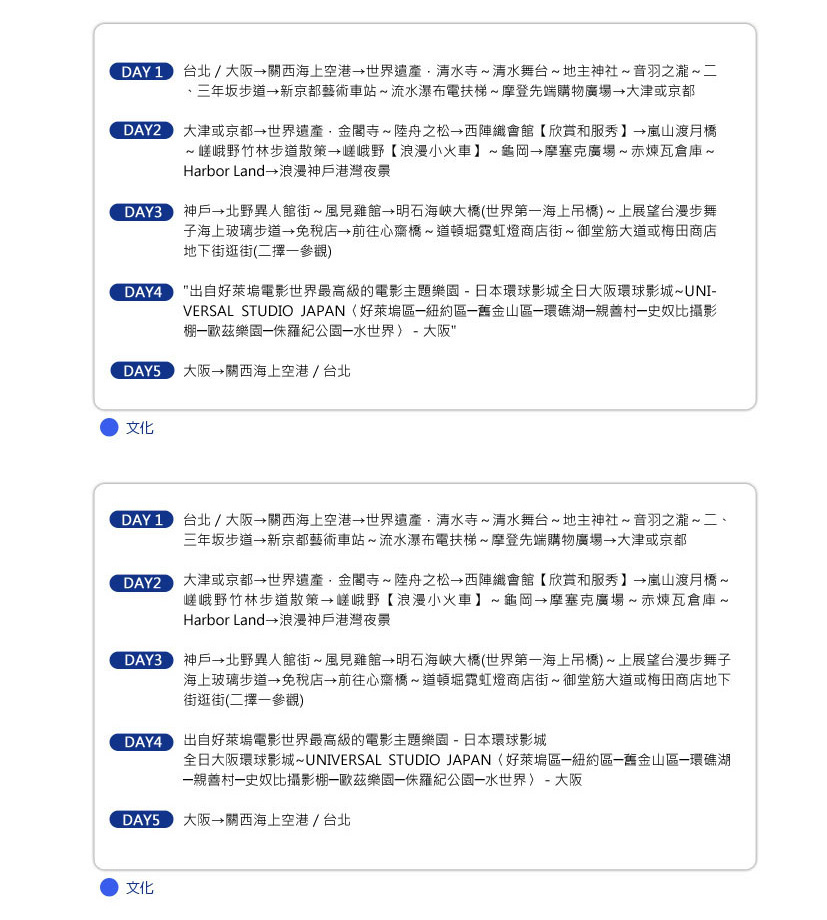 DAY 1 台北 / 大阪→關西海上空港→世界遺產．清水寺～清水舞台～地主神社～音羽之瀧～二
、三年坂步道→新京都藝術車站～流水瀑布電扶梯～摩登先端購物廣場→大津或京都
DAY2 大津或京都→世界遺產．金閣寺～陸舟之松→西陣織會館【欣賞和服秀】→嵐山渡月橋
～嵯峨野竹林步道散策→嵯峨野【浪漫小火車】～龜岡→摩塞克廣場～赤煉瓦倉庫～
Harbor Land→浪漫神戶港灣夜景
DAY3 神戶→北野異人館街～風見雞館→明石海峽大橋(世界第一海上吊橋)～上展望台漫步舞
子海上玻璃步道→免稅店→前往心齋橋～道頓堀霓虹燈商店街～御堂筋大道或梅田商店
地下街逛街(二擇一參觀)
DAY4 "出自好萊塢電影世界最高級的電影主題樂園－日本環球影城全日大阪環球影城~UNI-
VERSAL STUDIO JAPAN（好萊塢區─紐約區─舊金山區─環礁湖─親善村─史奴比攝影
棚─歐茲樂園─侏羅紀公園─水世界）－大阪"
DAY5 大阪→關西海上空港 / 台北
文化
DAY 1 台北 / 大阪→關西海上空港→世界遺產．清水寺～清水舞台～地主神社～音羽之瀧～二、
三年坂步道→新京都藝術車站～流水瀑布電扶梯～摩登先端購物廣場→大津或京都
DAY2 大津或京都→世界遺產．金閣寺～陸舟之松→西陣織會館【欣賞和服秀】→嵐山渡月橋～
嵯峨野竹林步道散策→嵯峨野【浪漫小火車】～龜岡→摩塞克廣場～赤煉瓦倉庫～
Harbor Land→浪漫神戶港灣夜景
DAY3 神戶→北野異人館街～風見雞館→明石海峽大橋(世界第一海上吊橋)～上展望台漫步舞子
海上玻璃步道→免稅店→前往心齋橋～道頓堀霓虹燈商店街～御堂筋大道或梅田商店地下
街逛街(二擇一參觀)
DAY4 出自好萊塢電影世界最高級的電影主題樂園－日本環球影城
全日大阪環球影城~UNIVERSAL STUDIO JAPAN（好萊塢區─紐約區─舊金山區─環礁湖
─親善村─史奴比攝影棚─歐茲樂園─侏羅紀公園─水世界）－大阪
DAY5 大阪→關西海上空港 / 台北
文化